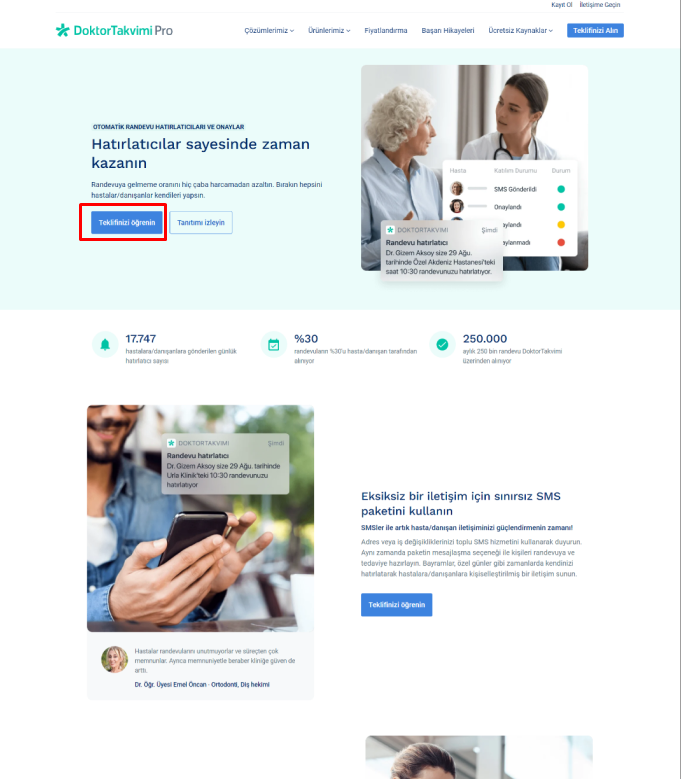 Kayıt Ol İletişime Geçin
DoktorTakvimi Pro
Çözümlerimiz Ürünlerimiz Fiyatlandırma Başarı Hikayeleri Ücretsiz Kaynaklar Teklifinizi Alın
OTOMATİK RANDEVU HATIRLATICILARI VE ONAYLAR
Hatırlatıcılar sayesinde zaman
kazanın
Randevuya gelmeme oranını hiç çaba harcamadan azaltın. Bırakın hepsini
hastalar/danışanlar kendileri yapsın.
Teklifinizi öğrenin Tanıtımı izleyin
Hasta Katılım Durumu Durum
SMS Gönderildi
Onaylandı
aylandı
aylanmadı
DOKTORTAKVIMI Şimdi
Randevu hatırlatıcı
Dr. Gizem Aksoy size 29 Ağu.
tarihinde Özel Akdeniz Hastanesi'teki
saat 10:30 randevunuzu hatırlatıyor.
17.747
hastalara/danışanlara gönderilen günlük
hatırlatıcı sayısı
%30
randevuların %30'u hasta/danışan tarafından
alınıyor
250.000
aylık 250 bin randevu DoktorTakvimi
üzerinden alınıyor
DOKTORTAKVIMI Şimdi
Randevu hatırlatıcı
Dr. Gizem Aksoy size 29 Ağu. tarihinde
Urla Klinik'teki 10:30 randevunuzu
hatırlatıyor
Hastalar randevularını unutmuyorlar ve süreçten çok
memnunlar. Ayrıca memnuniyetle beraber kliniğe güven de
arttı.
Dr. Öğr. Üyesi Emel Öncan - Ortodonti, Diş hekimi
Eksiksiz bir iletişim için sınırsız SMS
paketini kullanın
SMSler ile artık hasta/danışan iletişiminizi güçlendirmenin zamanı!
Adres veya iş değişikliklerinizi toplu SMS hizmetini kullanarak duyurun.
Aynı zamanda paketin mesajlaşma seçeneği ile kişileri randevuya ve
tedaviye hazırlayın. Bayramlar, özel günler gibi zamanlarda kendinizi
hatırlatarak hastalara/danışanlara kişiselleştirilmiş bir iletişim sunun.
Teklifinizi öğrenin